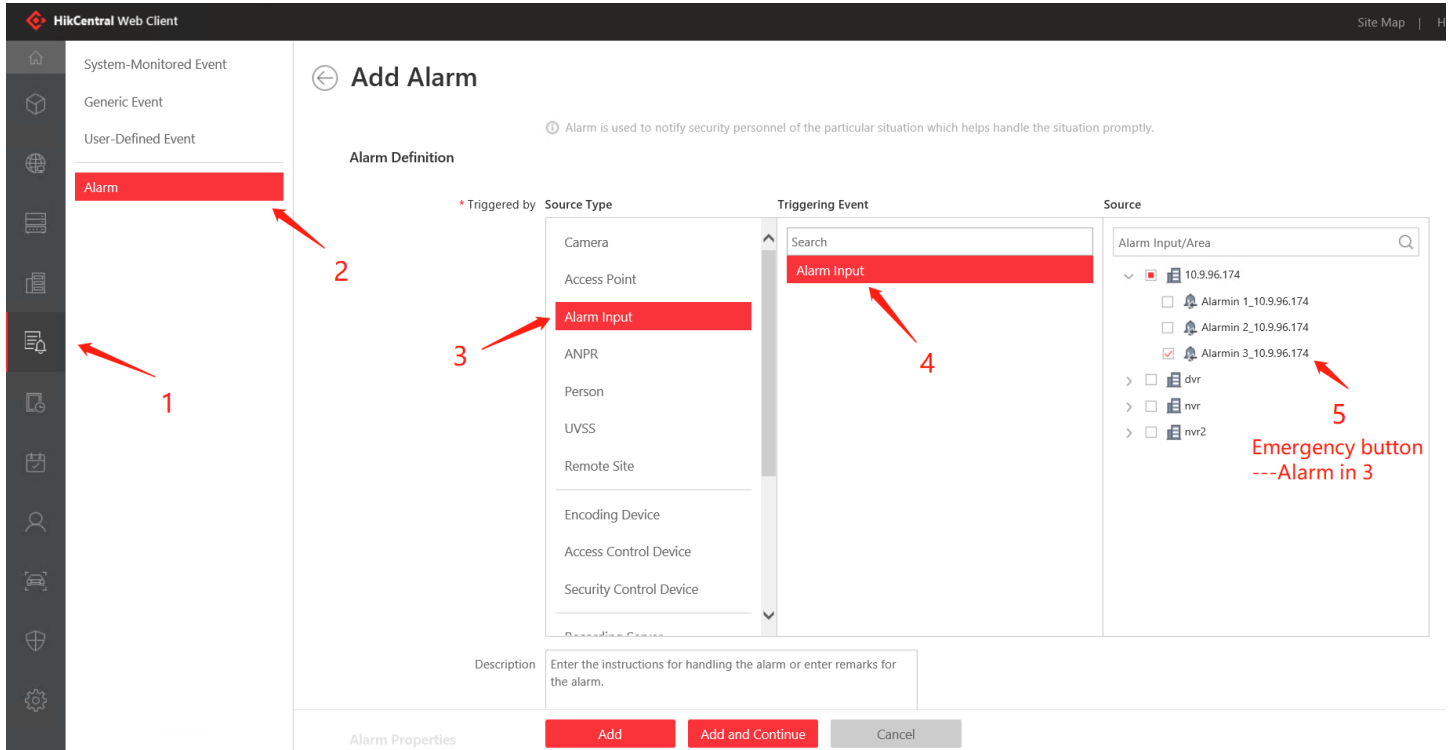 HikCentral Web Client
Site Map | H
System-Monitored Event
Generic Event
User-Defined Event
Alarm
Add Alarm
Alarm is used to notify security personnel of the particular situation which helps handle the situation promptly.
Alarm Definition
* Triggered by
Source Type
Triggering Event
Source
Camera
Access Point
Alarm Input
ANPR
Person
UVSS
Remote Site
Encoding Device
Access Control Device
Security Control Device
Recording Server
Search
Alarm Input
Alarm Input/Area
10.9.96.174
Alarmin 1_10.9.96.174
Alarmin 2_10.9.96.174
Alarmin 3_10.9.96.174
dvr
nvr
nvr2
1
2
3
4
5
Emergency button
---Alarm in 3
Description
Enter the instructions for handling the alarm or enter remarks for
the alarm.
Alarm Properties
Add
Add and Continue
Cancel